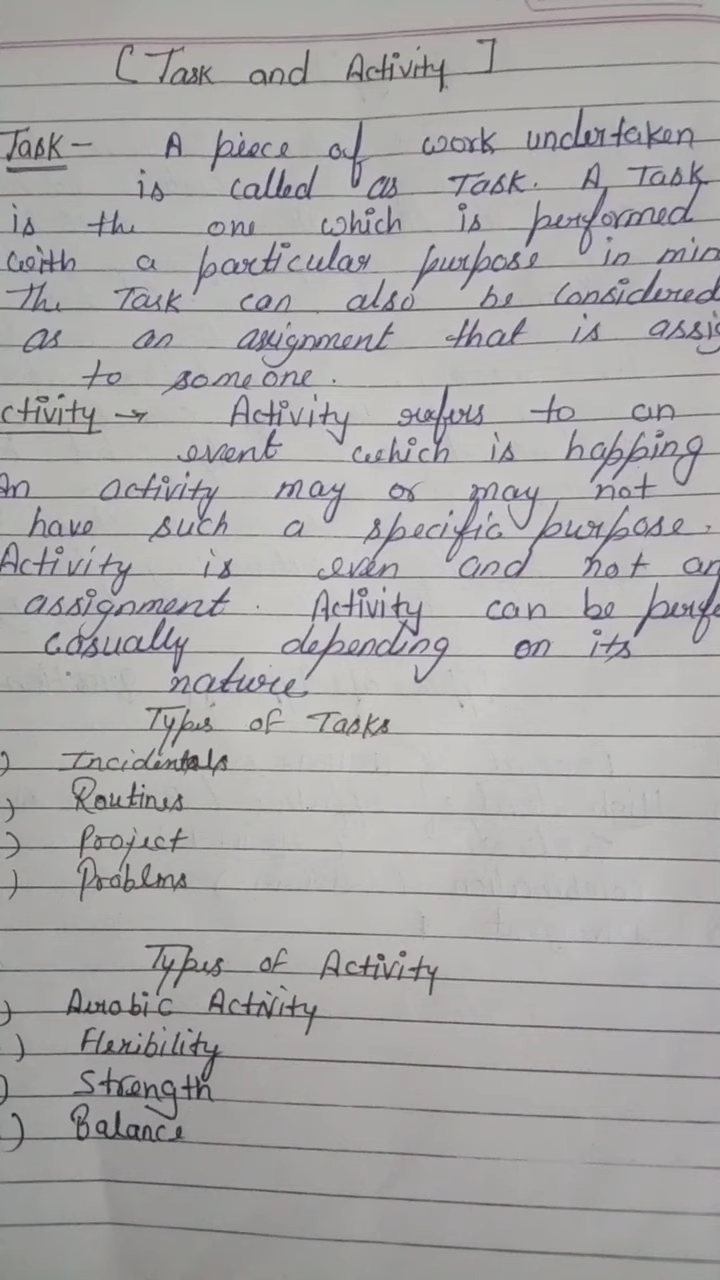 [Task and Activity]
Task - A piece of work undertaken
is called as Task. A Task
is the one which is performed
with a particular purpose in min
The Task can also be considered
as an assignment that is assig
to someone.
ctivity → Activity refers to an
event which is happing
An activity may or may not
have such a specific purpose.
Activity is even and not an
assignment. Activity can be perfo
casually depending on its
nature.
Types of Tasks
) Incidentals
) Routines
) Project
) Problms
Types of Activity
) Aerobic Activity
) Flexibility
) Strength
) Balance